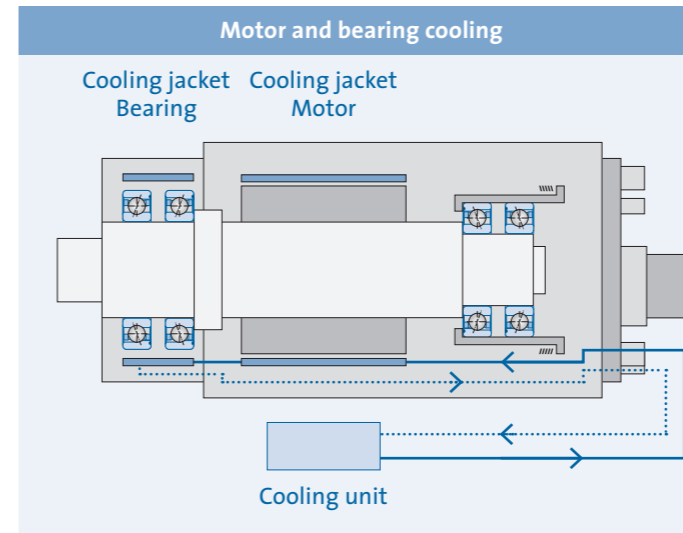 Motor and bearing cooling
Cooling jacket
Bearing
Cooling jacket
Motor
Cooling unit